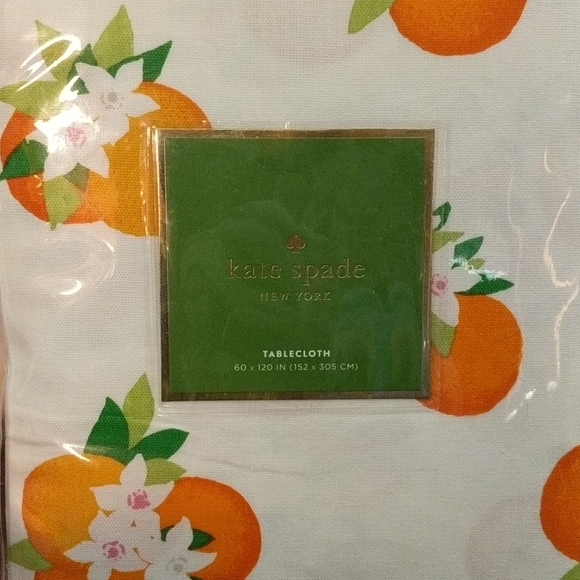 kate spade
NEW YORK
TABLECLOTH
60 x 120 IN (152 x 305 CM)